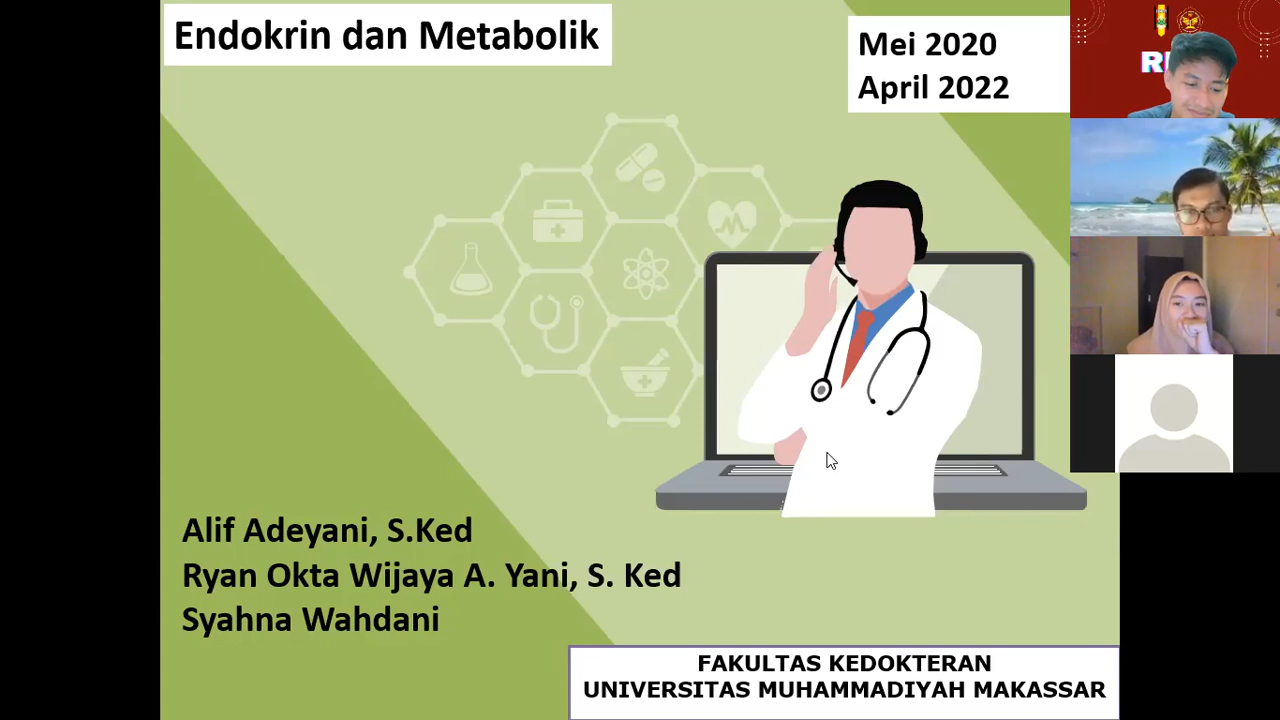 Endokrin dan Metabolik
Mei 2020
April 2022
Alif Adeyani, S.Ked
Ryan Okta Wijaya A. Yani, S. Ked
Syahna Wahdani
FAKULTAS KEDOKTERAN
UNIVERSITAS MUHAMMADIYAH MAKASSAR